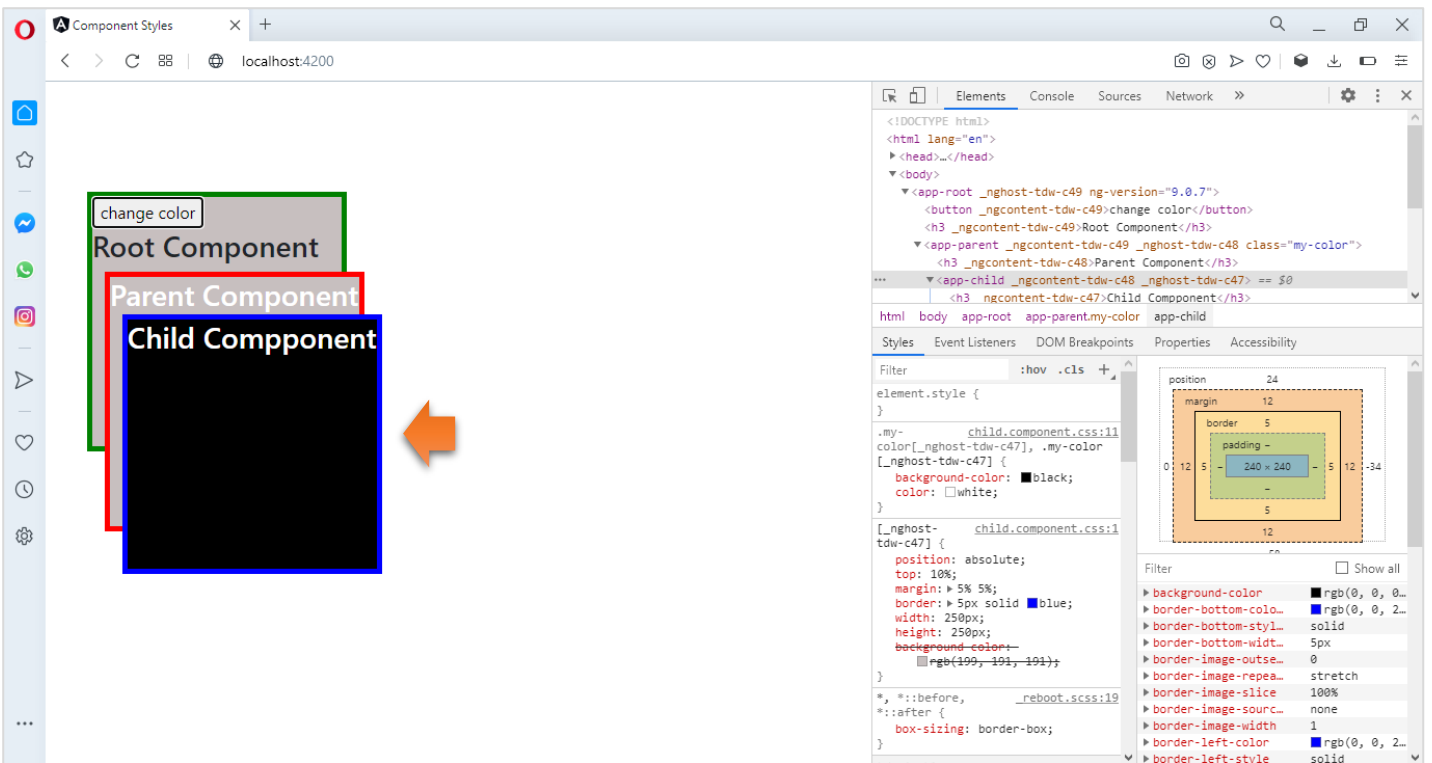 Component Styles
localhost:4200
change color
Root Component
Parent Component
Child Compponent
Elements Console Sources Network »
<!DOCTYPE html>
<html lang="en">
<head>…</head>
<body>
<app-root _nghost-tdw-c49 ng-version="9.0.7">
<button _ngcontent-tdw-c49>change color</button>
<h3 _ngcontent-tdw-c49>Root Component</h3>
<app-parent _ngcontent-tdw-c49 _nghost-tdw-c48 class="my-color">
<h3 _ngcontent-tdw-c48>Parent Component</h3>
<app-child _ngcontent-tdw-c48 _nghost-tdw-c47> == $0
<h3 _ngcontent-tdw-c47>Child Compponent</h3>
html body app-root app-parent.my-color app-child
Styles Event Listeners DOM Breakpoints Properties Accessibility
Filter :hov .cls +
element.style {
}
.my- child.component.css:11
color[_nghost-tdw-c47], .my-color
[_nghost-tdw-c47] {
background-color: black;
color: white;
}
[_nghost- child.component.css:1
tdw-c47] {
position: absolute;
top: 10%;
margin: 5% 5%;
border: 5px solid blue;
width: 250px;
height: 250px;
background-color:
rgb(199, 191, 191);
}
*, *::before, _reboot.scss:19
*::after {
box-sizing: border-box;
}
position 24
margin 12
border 5
padding –
0 12 5 – 240 × 240 – 5 12 -34
–
5
12
Filter Show all
background-color rgb(0, 0, 0…
border-bottom-colo… rgb(0, 0, 2…
border-bottom-styl… solid
border-bottom-widt… 5px
border-image-outse… 0
border-image-repea… stretch
border-image-slice 100%
border-image-sourc… none
border-image-width 1
border-left-color rgb(0, 0, 2…
border-left-style solid